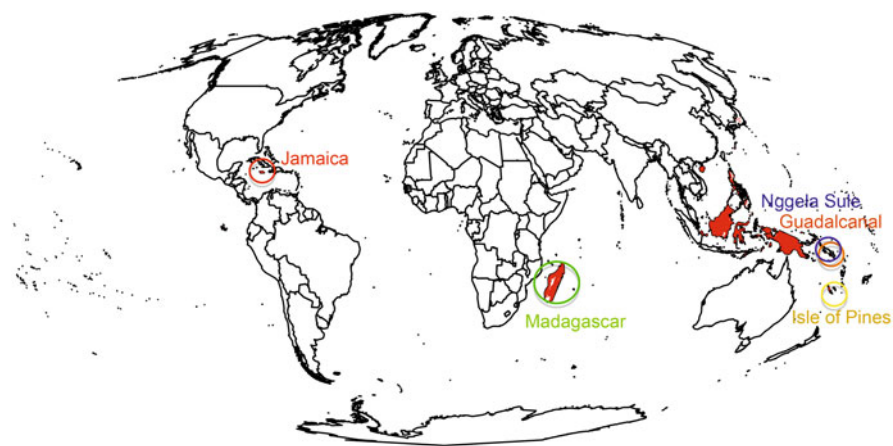 Jamaica
Nggela Sule
Guadalcanal
Isle of Pines
Madagascar